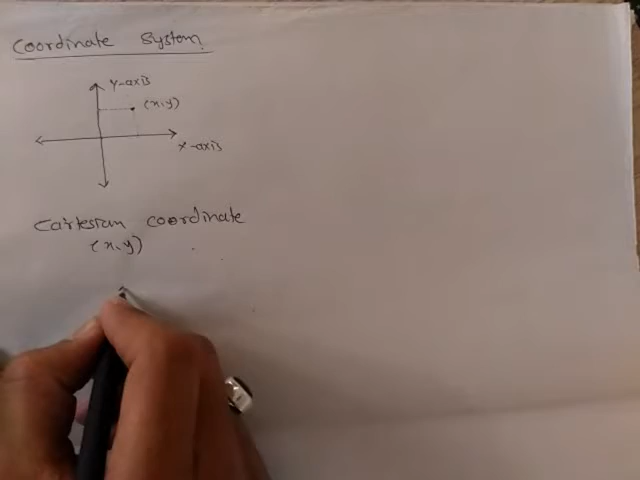 Coordinate System
Y-axis
(x,y)
X-axis
Cartesian coordinate
(x,y)